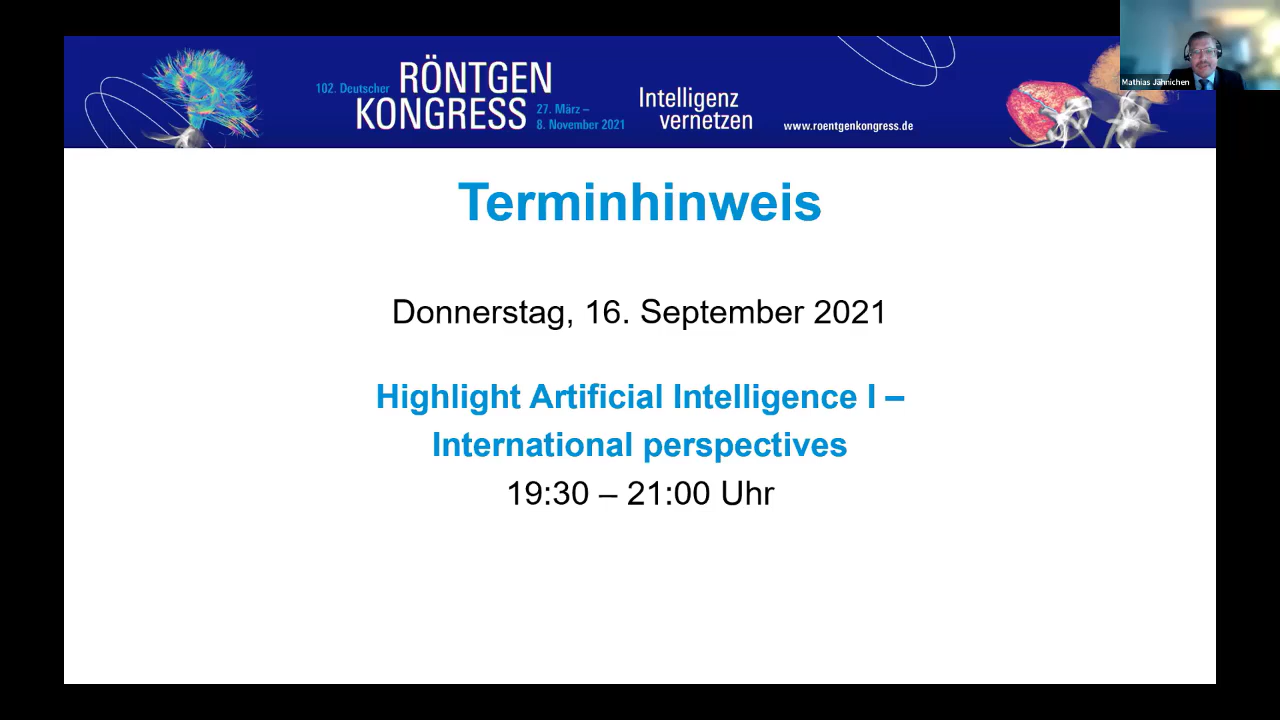 102. Deutscher RÖNTGEN
KONGRESS 27. März –
8. November 2021
Intelligenz
vernetzen
www.roentgenkongress.de
Mathias Jähnichen
Terminhinweis
Donnerstag, 16. September 2021
Highlight Artificial Intelligence I –
International perspectives
19:30 – 21:00 Uhr